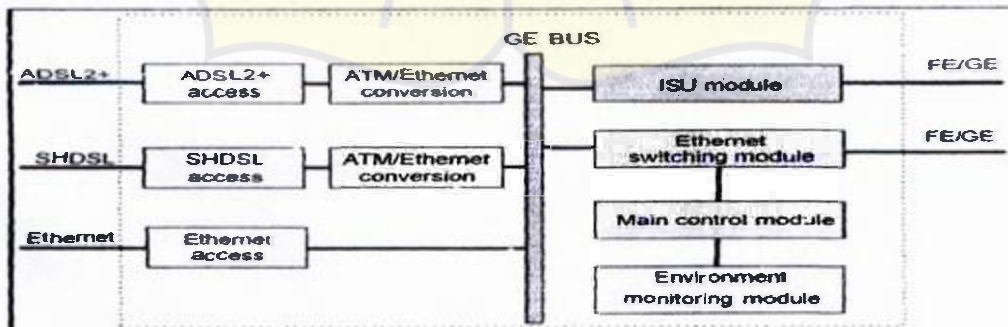 GE BUS
ADSL2+
ADSL2+
access
ATM/Ethernet
conversion
ISU module
FE/GE
SHDSL
SHDSL
access
ATM/Ethernet
conversion
Ethernet
switching module
FE/GE
Main control module
Ethernet
Ethernet
access
Environment
monitoring module